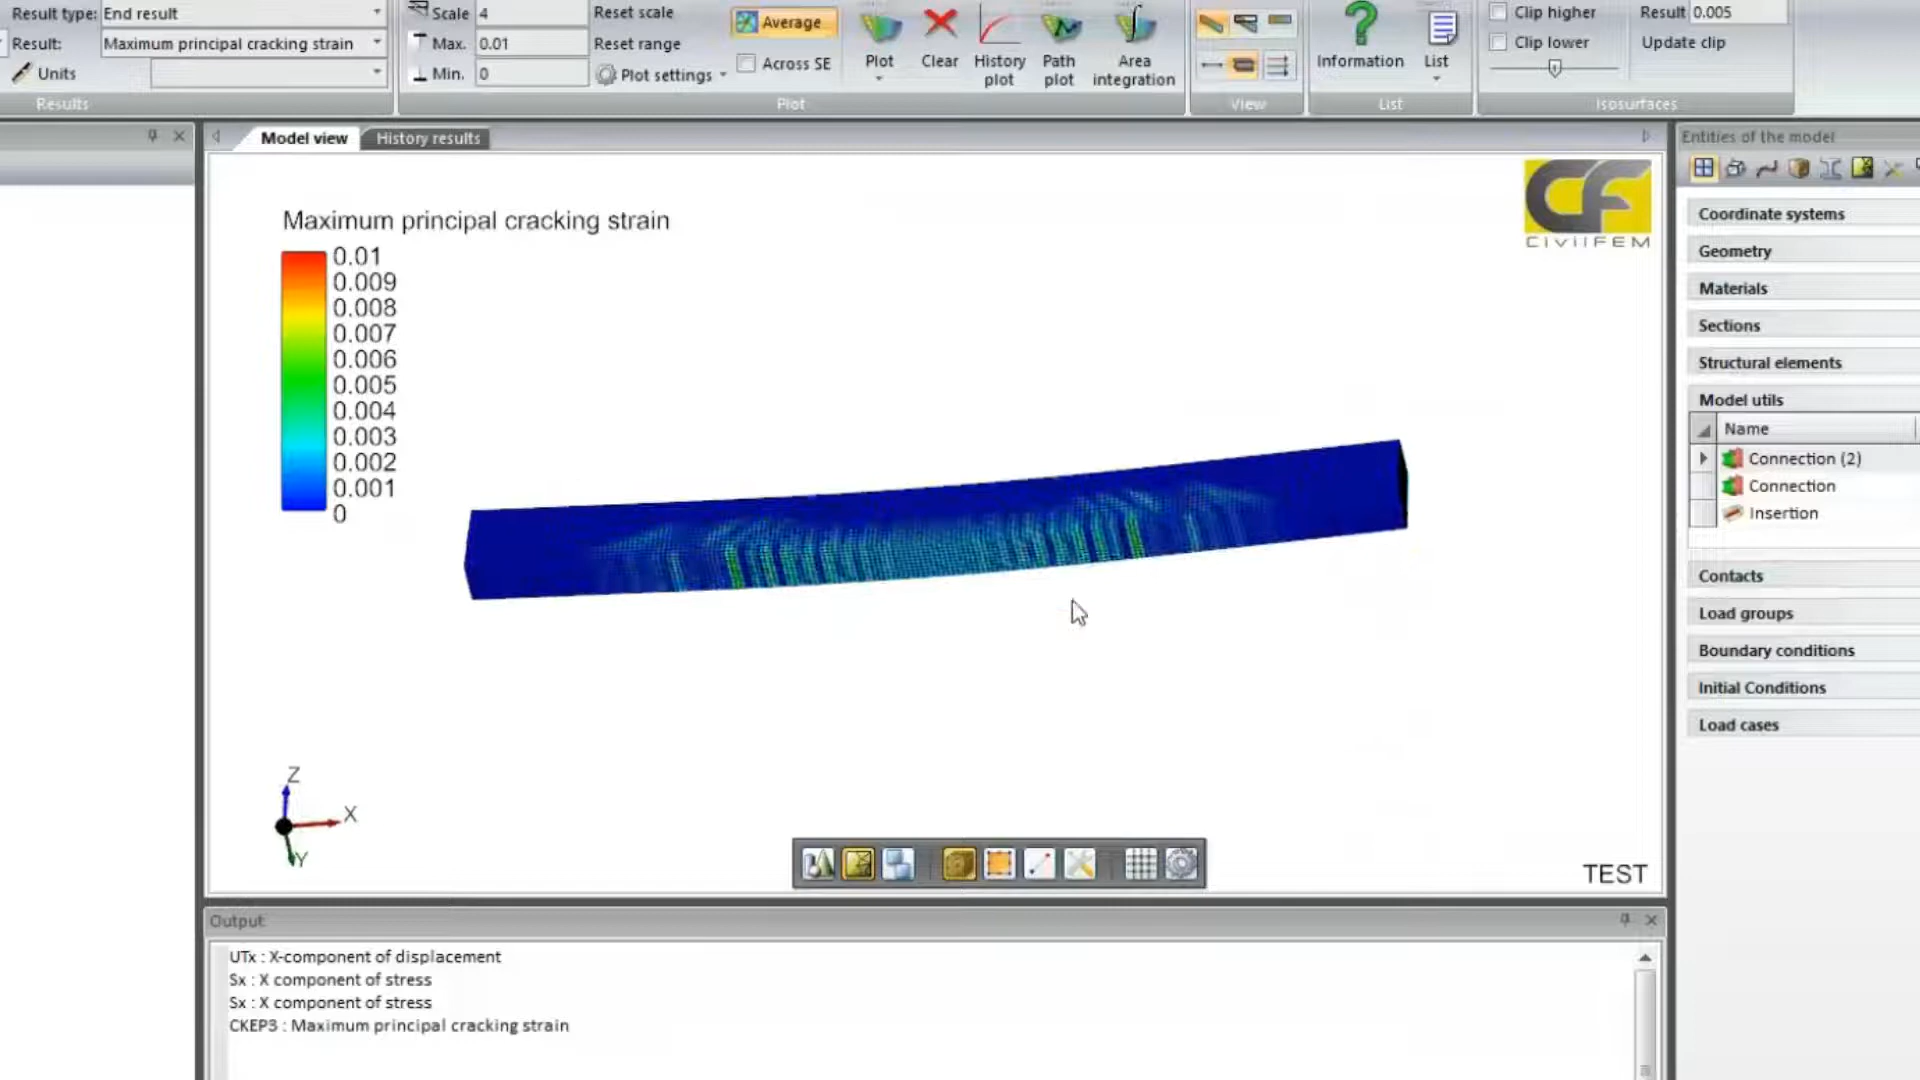 Result type: End result
Scale 4
Reset scale
Average
Clip higher
Result 0.005
Result: Maximum principal cracking strain
Max. 0.01
Reset range
Clip lower
Update clip
Units
Min. 0
Plot settings
Across SE
Plot
Clear
History plot
Path plot
Area integration
Information
List
Results
Plot
View
List
Isosurfaces
Model view
History results
Entities of the model
Maximum principal cracking strain
0.01
0.009
0.008
0.007
0.006
0.005
0.004
0.003
0.002
0.001
0
CF
CIVILFEM
Z
X
Y
TEST
Coordinate systems
Geometry
Materials
Sections
Structural elements
Model utils
Name
Connection (2)
Connection
Insertion
Contacts
Load groups
Boundary conditions
Initial Conditions
Load cases
Output
UTx : X-component of displacement
Sx : X component of stress
Sx : X component of stress
CKEP3 : Maximum principal cracking strain